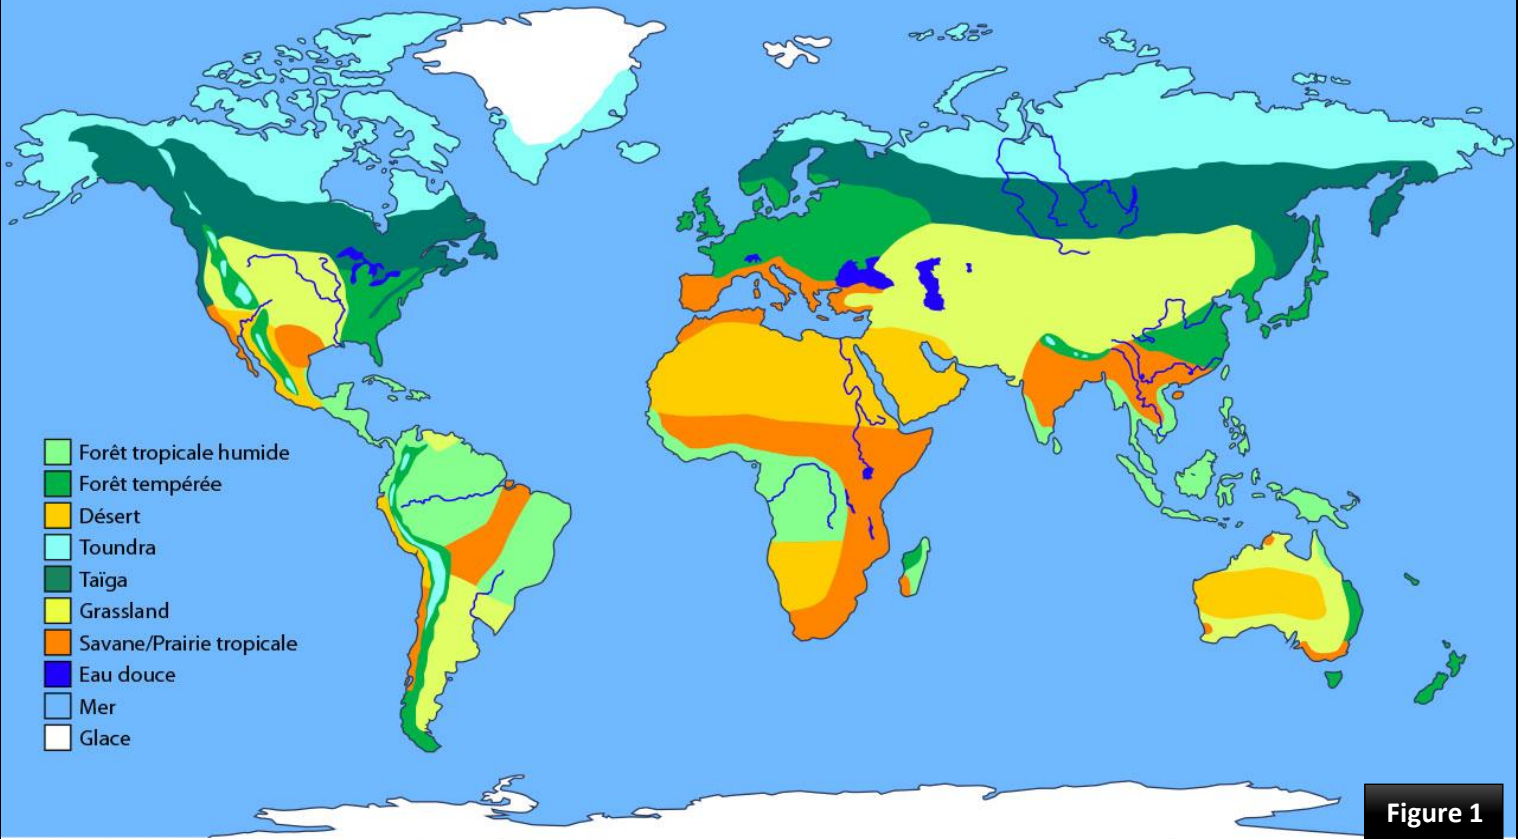 Forêt tropicale humide
Forêt tempérée
Désert
Toundra
Taïga
Grassland
Savane/Prairie tropicale
Eau douce
Mer
Glace
Figure 1